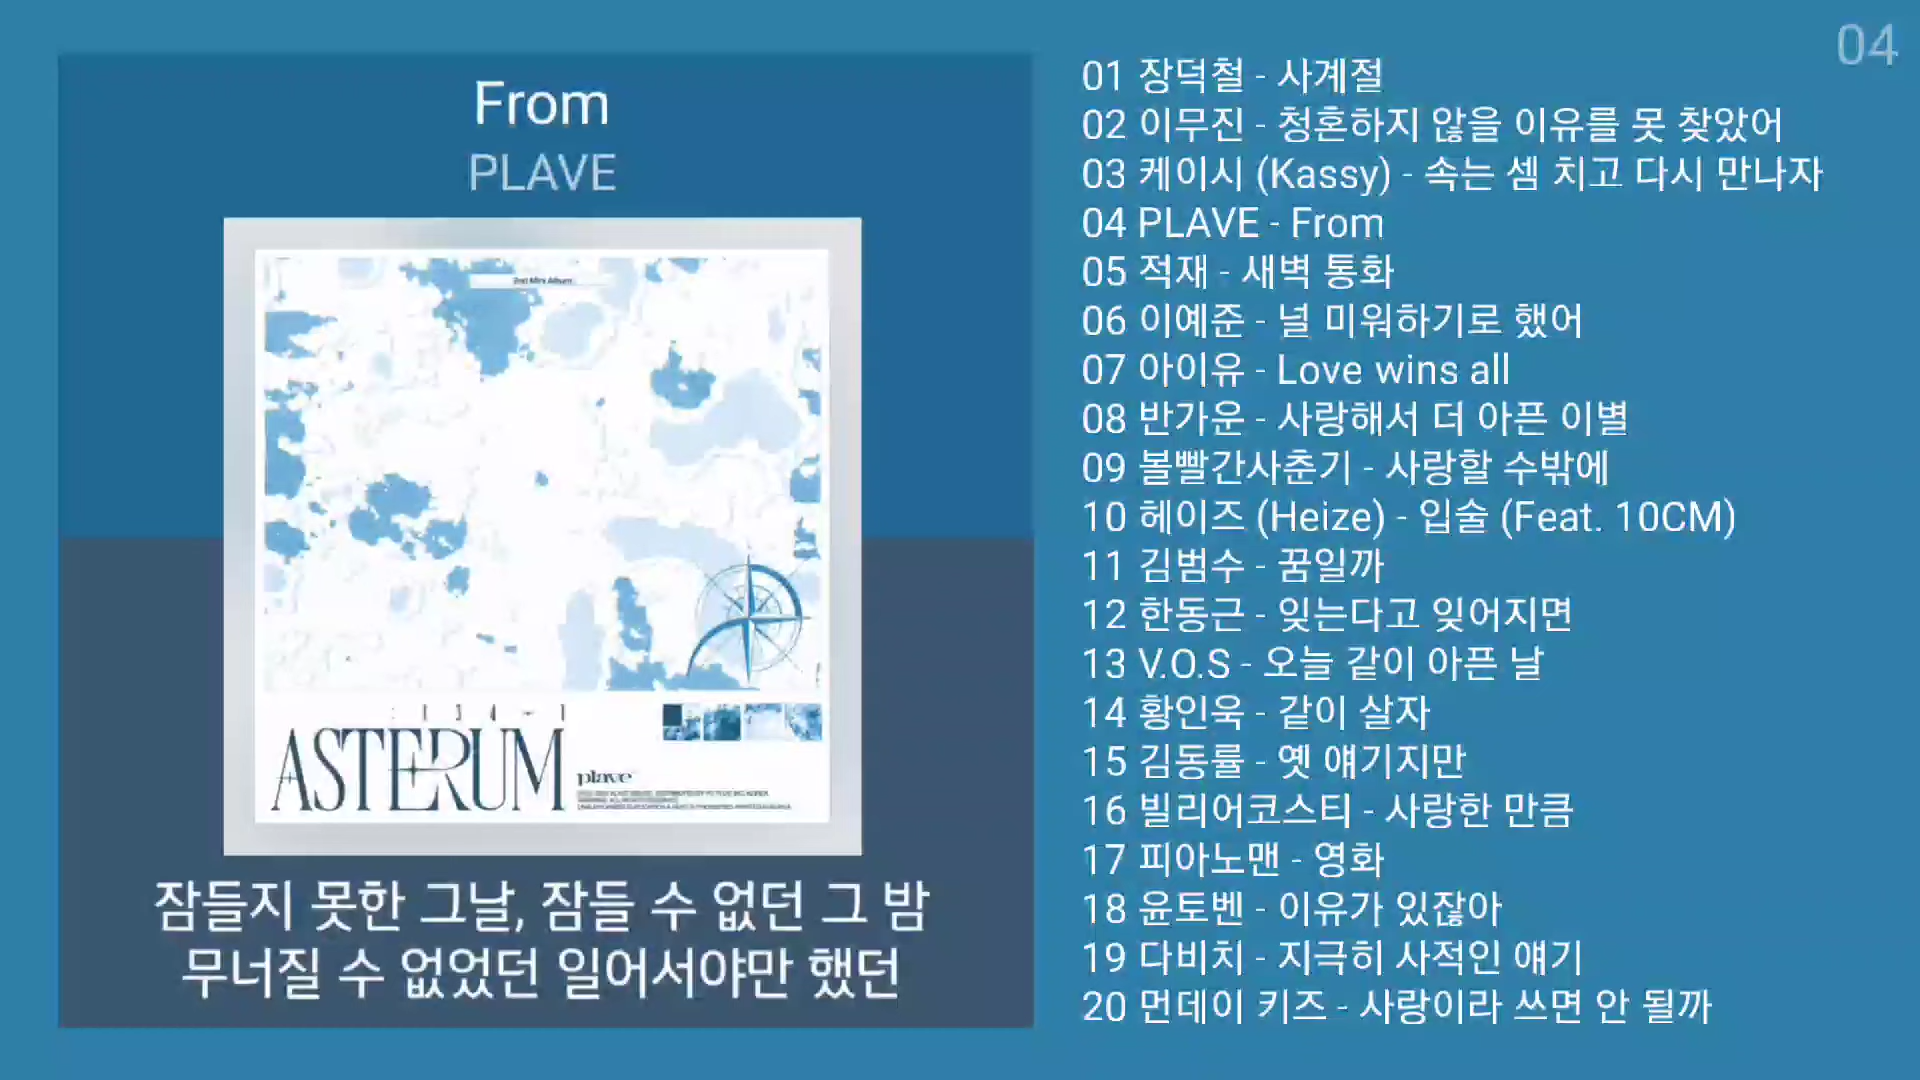 From
PLAVE
2nd Mini Album
: 134-1
ASTERUM
plave
잠들지 못한 그날, 잠들 수 없던 그 밤
무너질 수 없었던 일어서야만 했던
04
01 장덕철 - 사계절
02 이무진 - 청혼하지 않을 이유를 못 찾았어
03 케이시 (Kassy) - 속는 셈 치고 다시 만나자
04 PLAVE - From
05 적재 - 새벽 통화
06 이예준 - 널 미워하기로 했어
07 아이유 - Love wins all
08 반가운 - 사랑해서 더 아픈 이별
09 볼빨간사춘기 - 사랑할 수밖에
10 헤이즈 (Heize) - 입술 (Feat. 10CM)
11 김범수 - 꿈일까
12 한동근 - 잊는다고 잊어지면
13 V.O.S - 오늘 같이 아픈 날
14 황인욱 - 같이 살자
15 김동률 - 옛 얘기지만
16 빌리어코스티 - 사랑한 만큼
17 피아노맨 - 영화
18 윤토벤 - 이유가 있잖아
19 다비치 - 지극히 사적인 얘기
20 먼데이 키즈 - 사랑이라 쓰면 안 될까